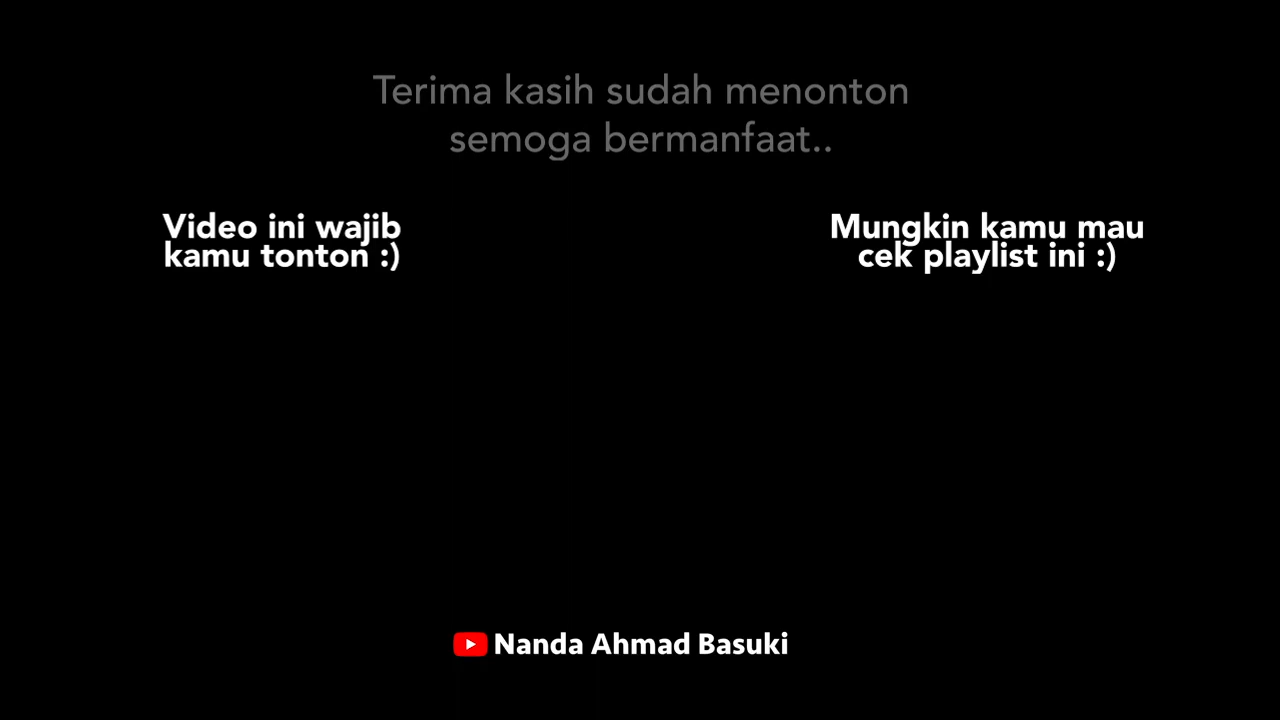 Terima kasih sudah menonton
semoga bermanfaat..
Video ini wajib
kamu tonton :)
Mungkin kamu mau
cek playlist ini :)
Nanda Ahmad Basuki